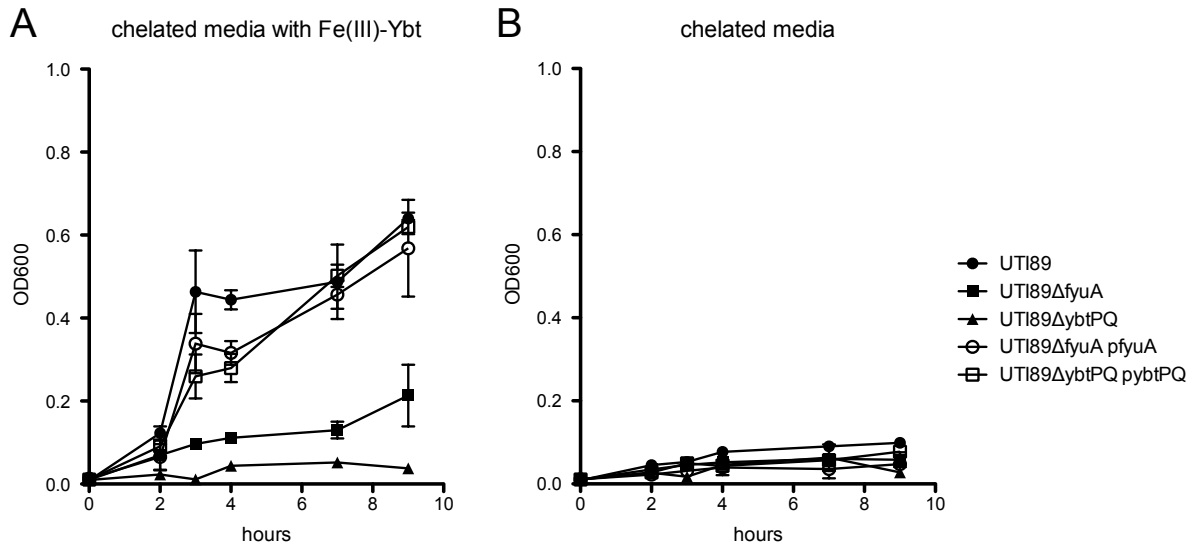 A
chelated media with Fe(III)-Ybt
1.0
0.8
0.6
0.4
0.2
0.0
OD600
0
2
4
6
8
10
hours
B
chelated media
1.0
0.8
0.6
0.4
0.2
0.0
OD600
0
2
4
6
8
10
hours
UTI89
UTI89ΔfyuA
UTI89ΔybtPQ
UTI89ΔfyuA pfyuA
UTI89ΔybtPQ pybtPQ